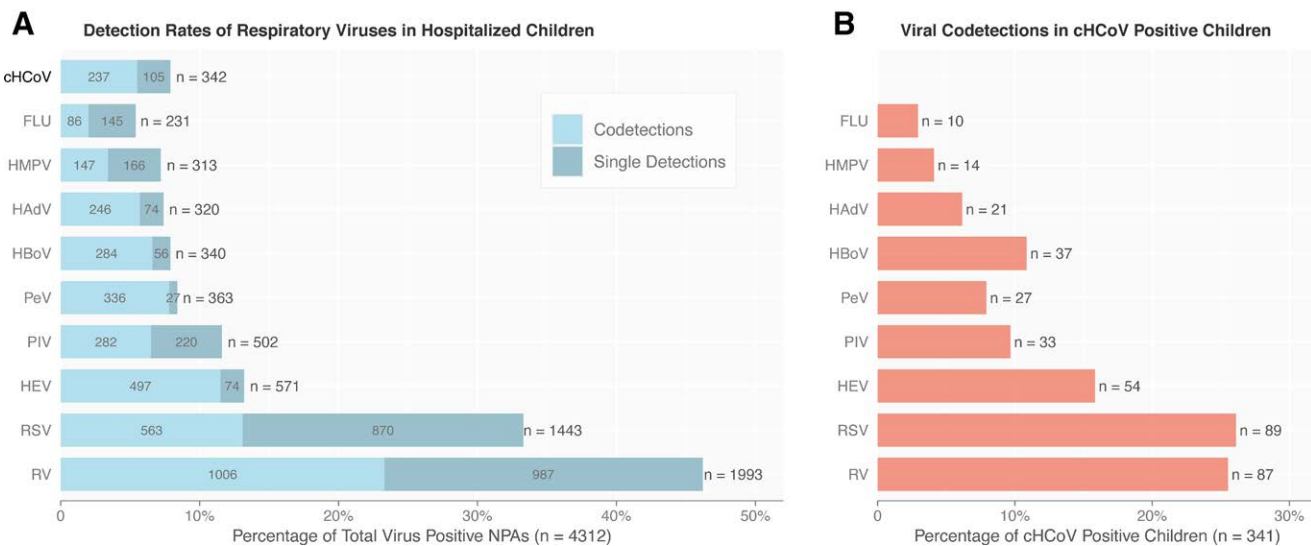 A Detection Rates of Respiratory Viruses in Hospitalized Children
cHCoV 237 105 n = 342
FLU 86 145 n = 231
HMPV 147 166 n = 313
HAdV 246 74 n = 320
HBoV 284 56 n = 340
PeV 336 27 n = 363
PIV 282 220 n = 502
HEV 497 74 n = 571
RSV 563 870 n = 1443
RV 1006 987 n = 1993
Codetections
Single Detections
0 10% 20% 30% 40% 50%
Percentage of Total Virus Positive NPAs (n = 4312)
B Viral Codetections in cHCoV Positive Children
FLU n = 10
HMPV n = 14
HAdV n = 21
HBoV n = 37
PeV n = 27
PIV n = 33
HEV n = 54
RSV n = 89
RV n = 87
0 10% 20% 30%
Percentage of cHCoV Positive Children (n = 341)